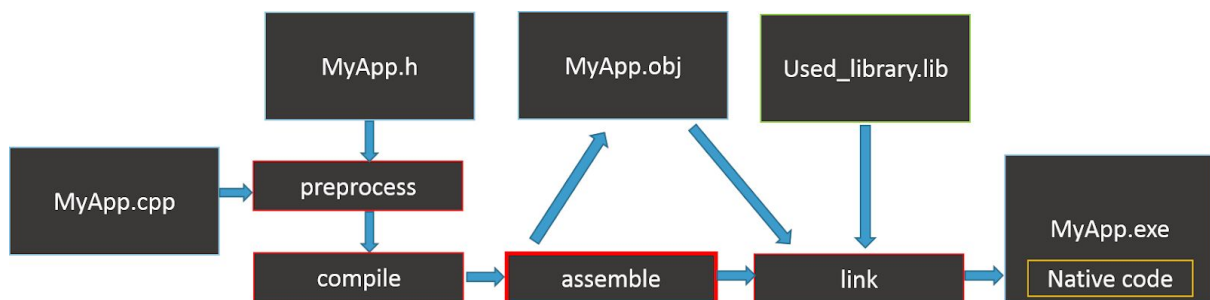 MyApp.h
MyApp.obj
Used_library.lib
MyApp.cpp
preprocess
MyApp.exe
compile
assemble
link
Native code